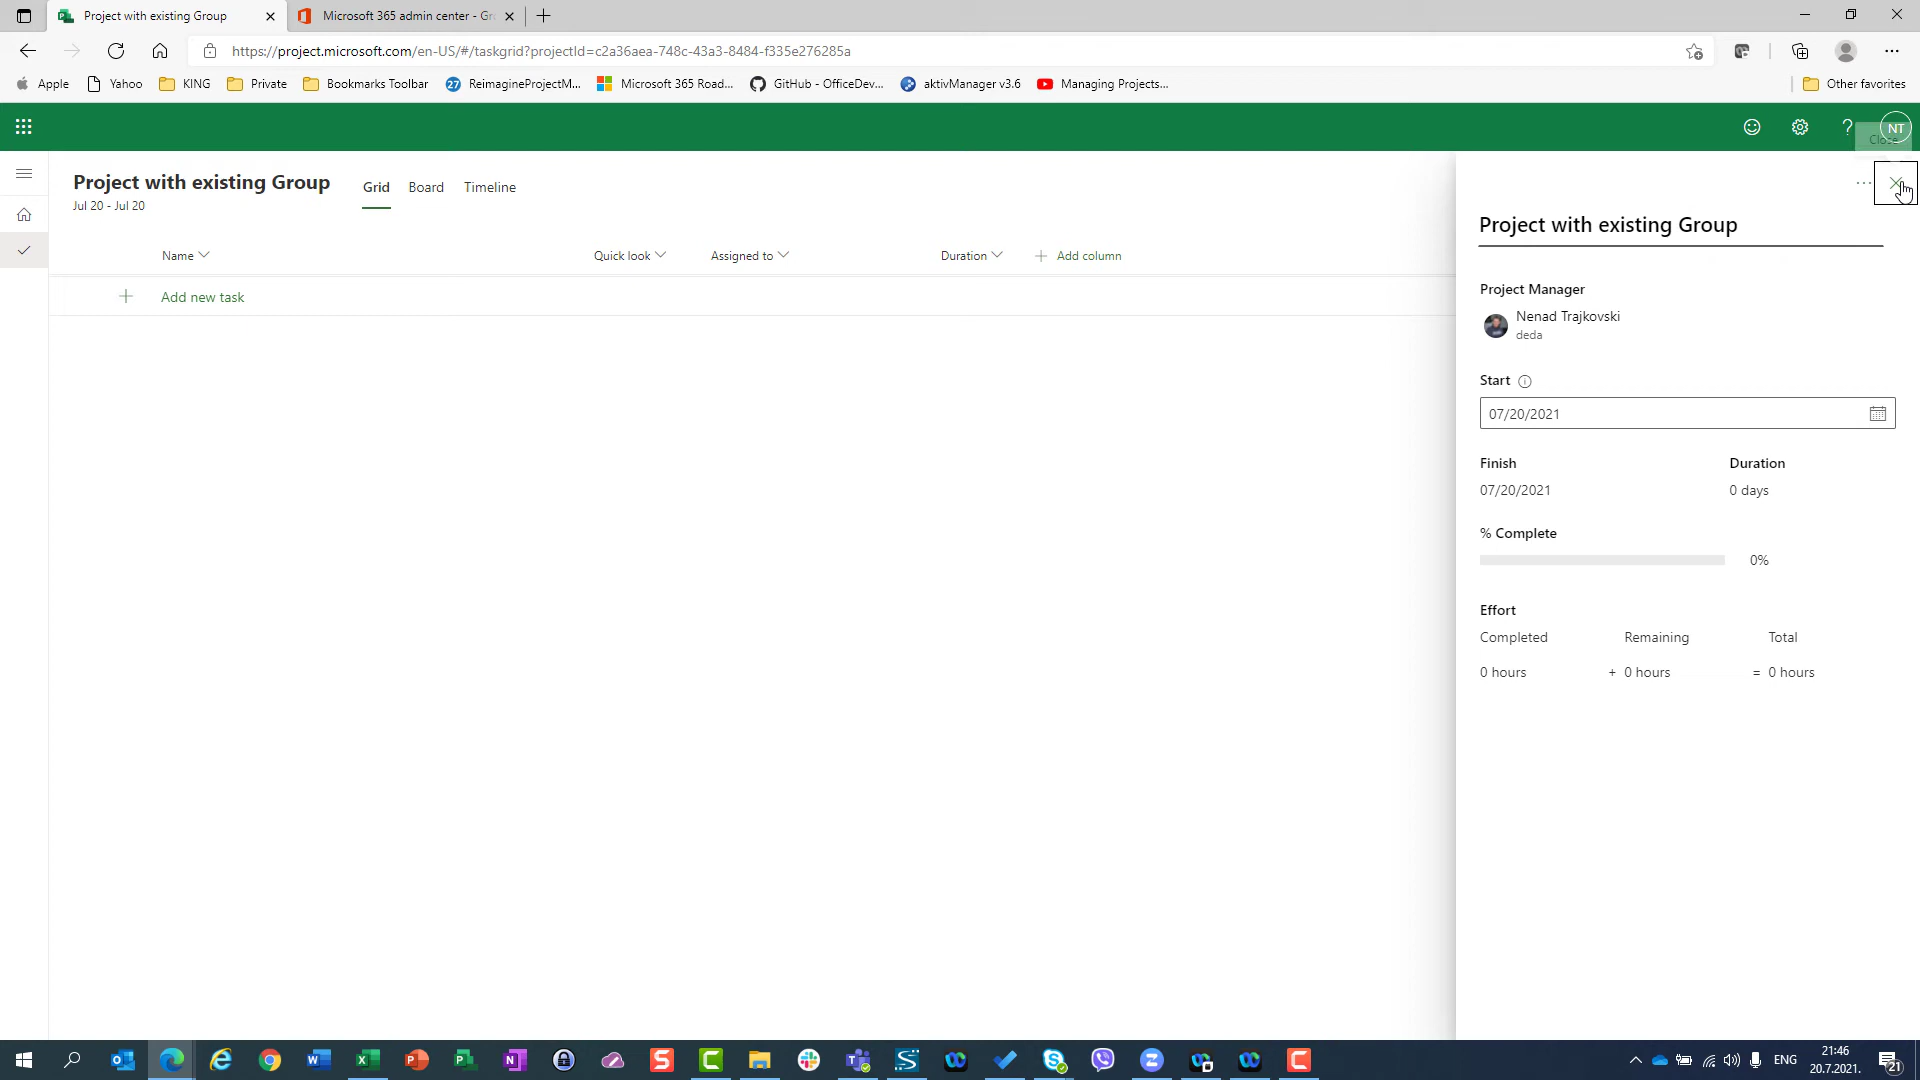 Project with existing Group
Microsoft 365 admin center - Gr
https://project.microsoft.com/en-US/#/taskgrid?projectId=c2a36aea-748c-43a3-8484-f335e276285a
Apple
Yahoo
KING
Private
Bookmarks Toolbar
27
ReimagineProjectM...
Microsoft 365 Road...
GitHub - OfficeDev...
aktivManager v3.6
Managing Projects...
Other favorites
?
NT
Close
Project with existing Group
Jul 20 - Jul 20
Grid
Board
Timeline
Name
Quick look
Assigned to
Duration
Add column
Add new task
Project with existing Group
Project Manager
Nenad Trajkovski
deda
Start
07/20/2021
Finish
Duration
07/20/2021
0 days
% Complete
0%
Effort
Completed
Remaining
Total
0 hours
+ 0 hours
= 0 hours
ENG
21:46
20.7.2021.
21